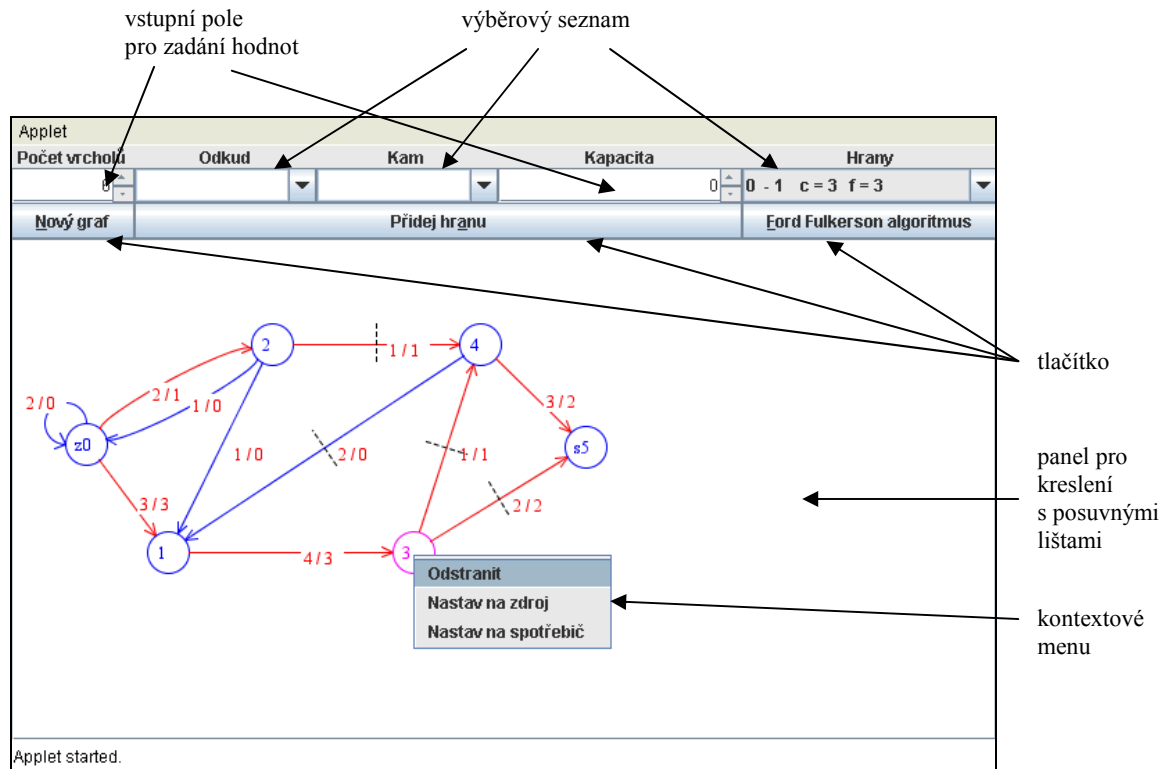 vstupní pole
pro zadání hodnot
výběrový seznam
Applet
Počet vrcholů Odkud Kam Kapacita Hrany
6 0 0 - 1 c = 3 f = 3
Nový graf Přidej hranu Ford Fulkerson algoritmus
2 4
1 / 1
2 / 1
3 / 2
2 / 0
1 / 0
z0 s5
1 / 0 2 / 0 1 / 1
3 / 3 2 / 2
1 3
4 / 3
Odstranit
Nastav na zdroj
Nastav na spotřebič
tlačítko
panel pro
kreslení
s posuvnými
lištami
kontextové
menu
Applet started.